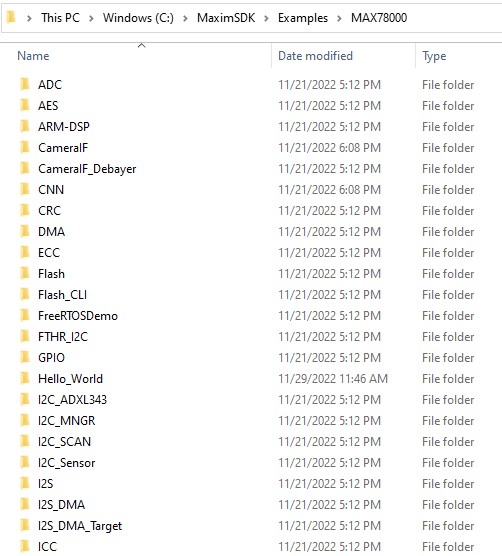 This PC > Windows (C:) > MaximSDK > Examples > MAX78000
Name Date modified Type
ADC 11/21/2022 5:12 PM File folder
AES 11/21/2022 5:12 PM File folder
ARM-DSP 11/21/2022 5:12 PM File folder
CameraIF 11/21/2022 6:08 PM File folder
CameraIF_Debayer 11/21/2022 5:12 PM File folder
CNN 11/21/2022 6:08 PM File folder
CRC 11/21/2022 5:12 PM File folder
DMA 11/21/2022 5:12 PM File folder
ECC 11/21/2022 5:12 PM File folder
Flash 11/21/2022 5:12 PM File folder
Flash_CLI 11/21/2022 5:12 PM File folder
FreeRTOSDemo 11/21/2022 5:12 PM File folder
FTHR_I2C 11/21/2022 5:12 PM File folder
GPIO 11/21/2022 5:12 PM File folder
Hello_World 11/29/2022 11:46 AM File folder
I2C_ADXL343 11/21/2022 5:12 PM File folder
I2C_MNGR 11/21/2022 5:12 PM File folder
I2C_SCAN 11/21/2022 5:12 PM File folder
I2C_Sensor 11/21/2022 5:12 PM File folder
I2S 11/21/2022 5:12 PM File folder
I2S_DMA 11/21/2022 5:12 PM File folder
I2S_DMA_Target 11/21/2022 5:12 PM File folder
ICC 11/21/2022 5:12 PM File folder